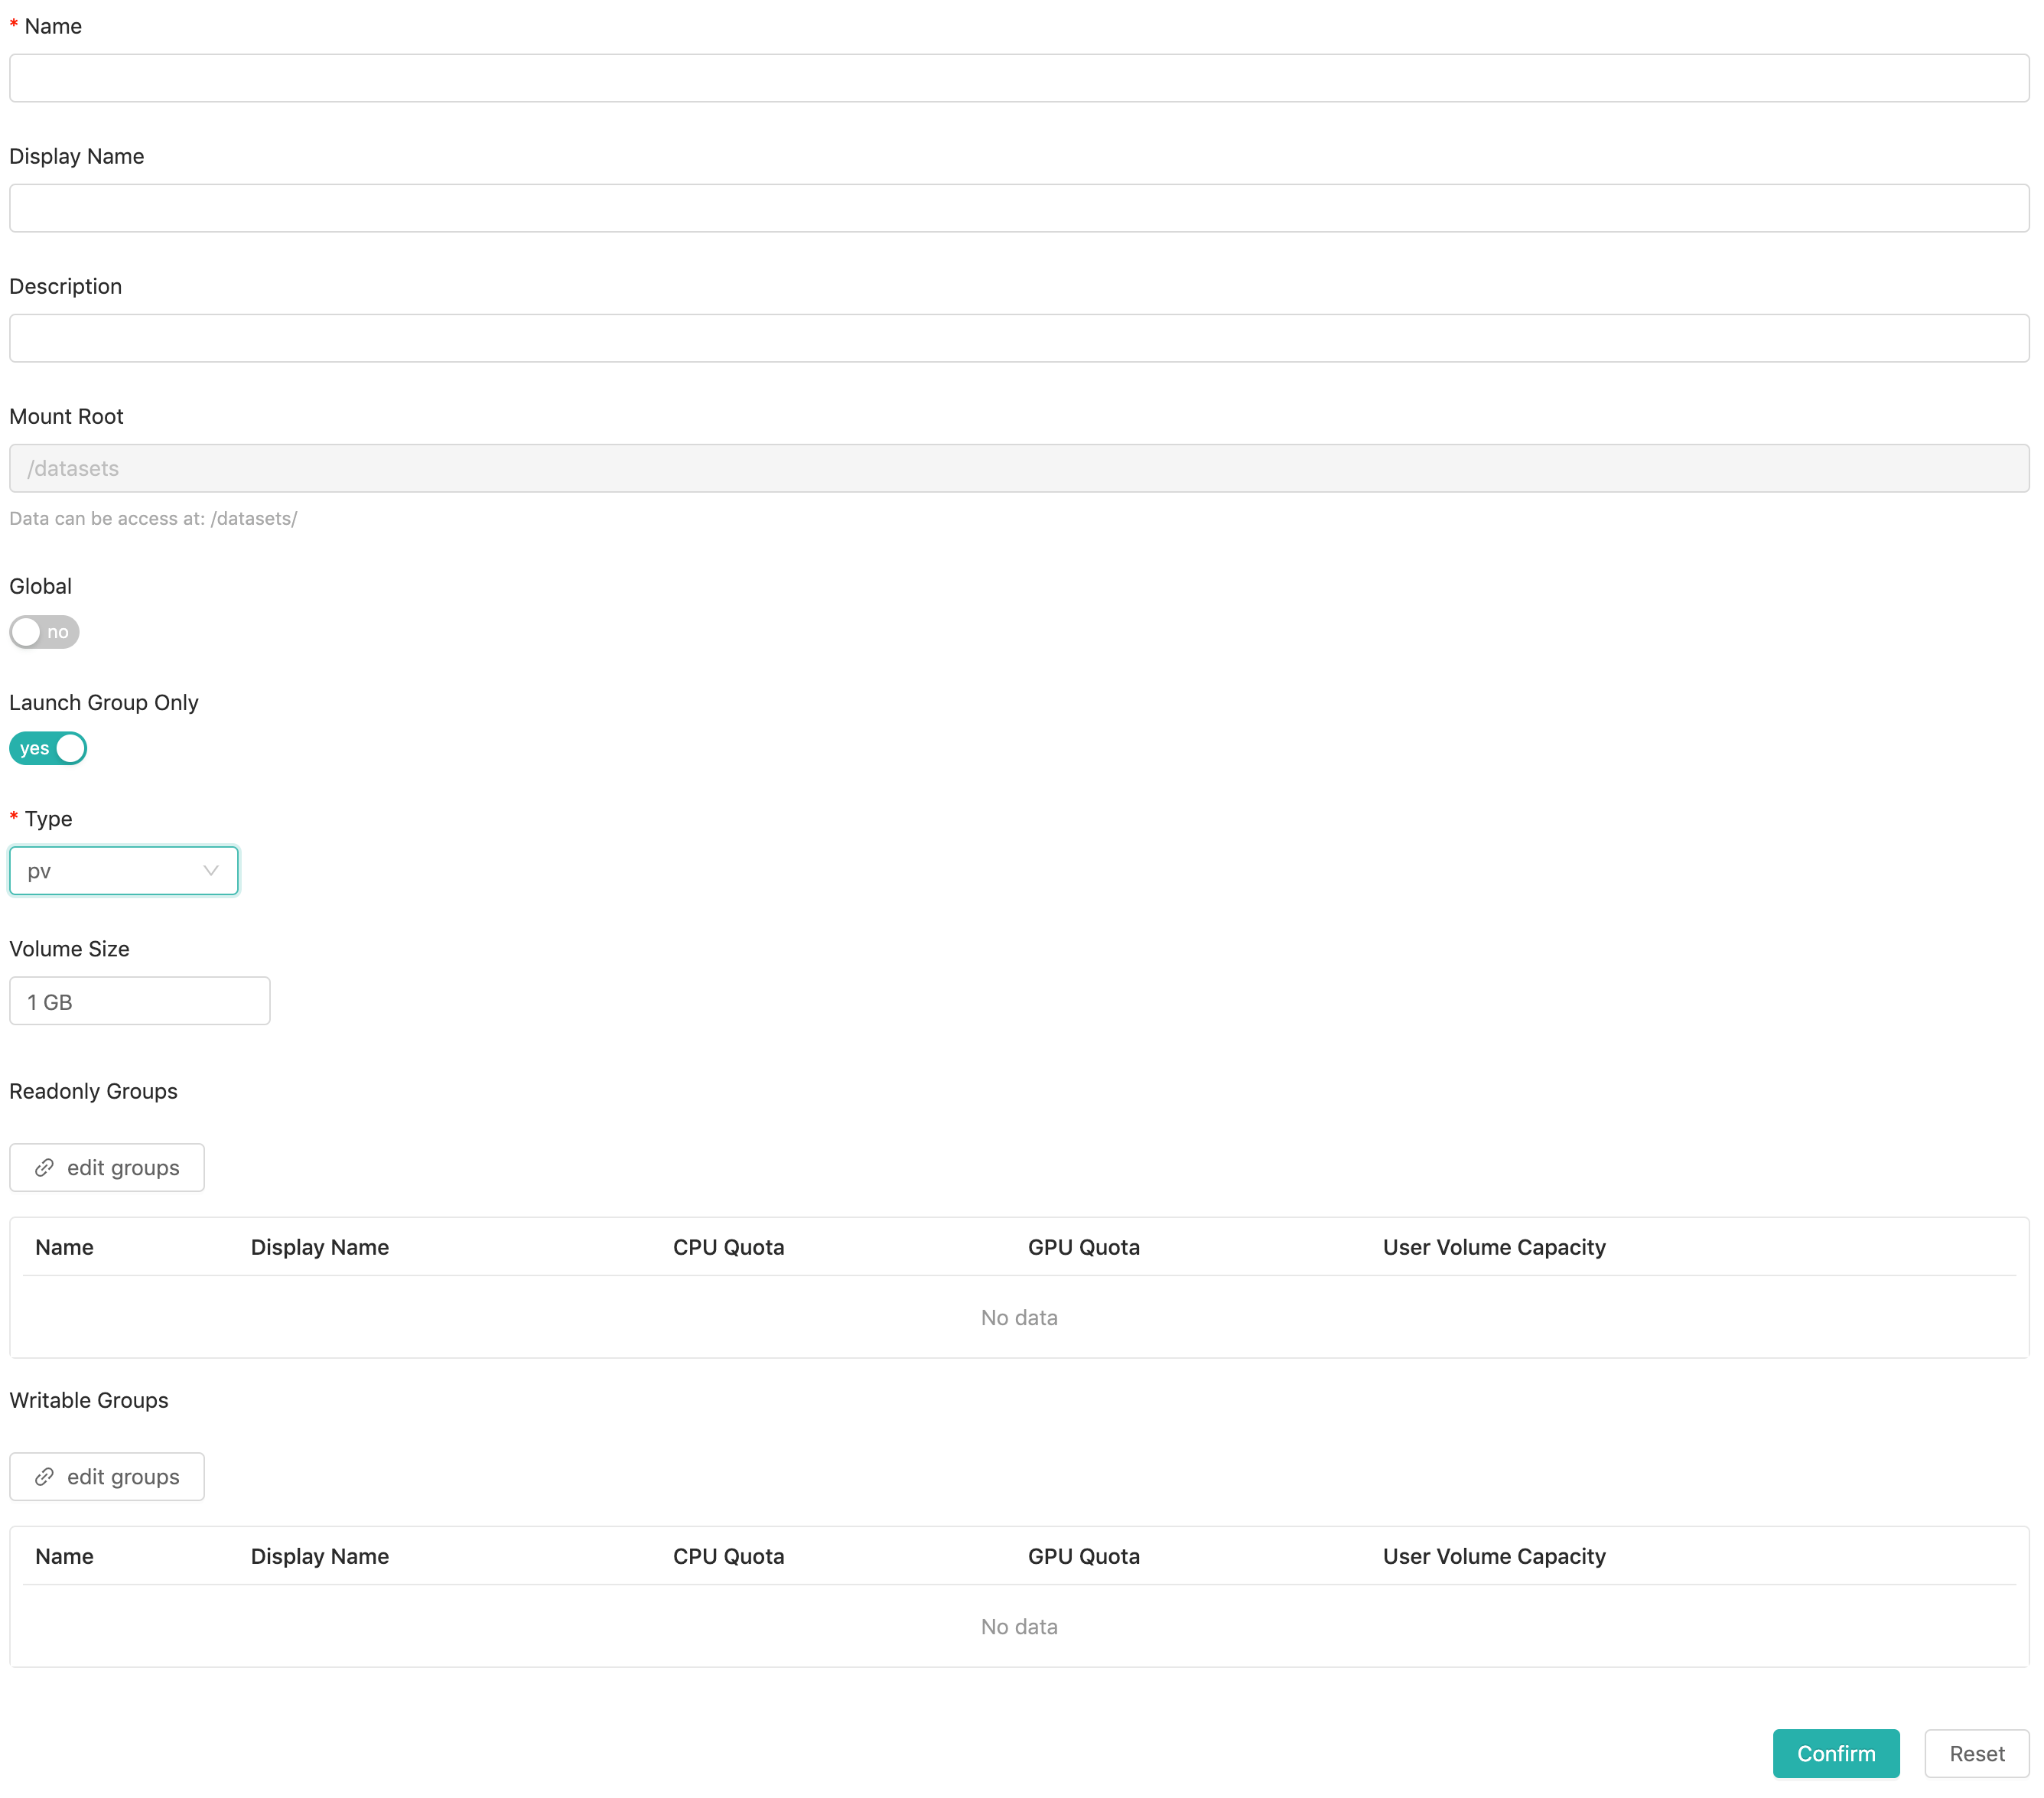 * Name
Display Name
Description
Mount Root
/datasets
Data can be access at: /datasets/
Global
no
Launch Group Only
yes
* Type
pv
Volume Size
1 GB
Readonly Groups
edit groups
Name Display Name CPU Quota GPU Quota User Volume Capacity
No data
Writable Groups
edit groups
Name Display Name CPU Quota GPU Quota User Volume Capacity
No data
Confirm Reset